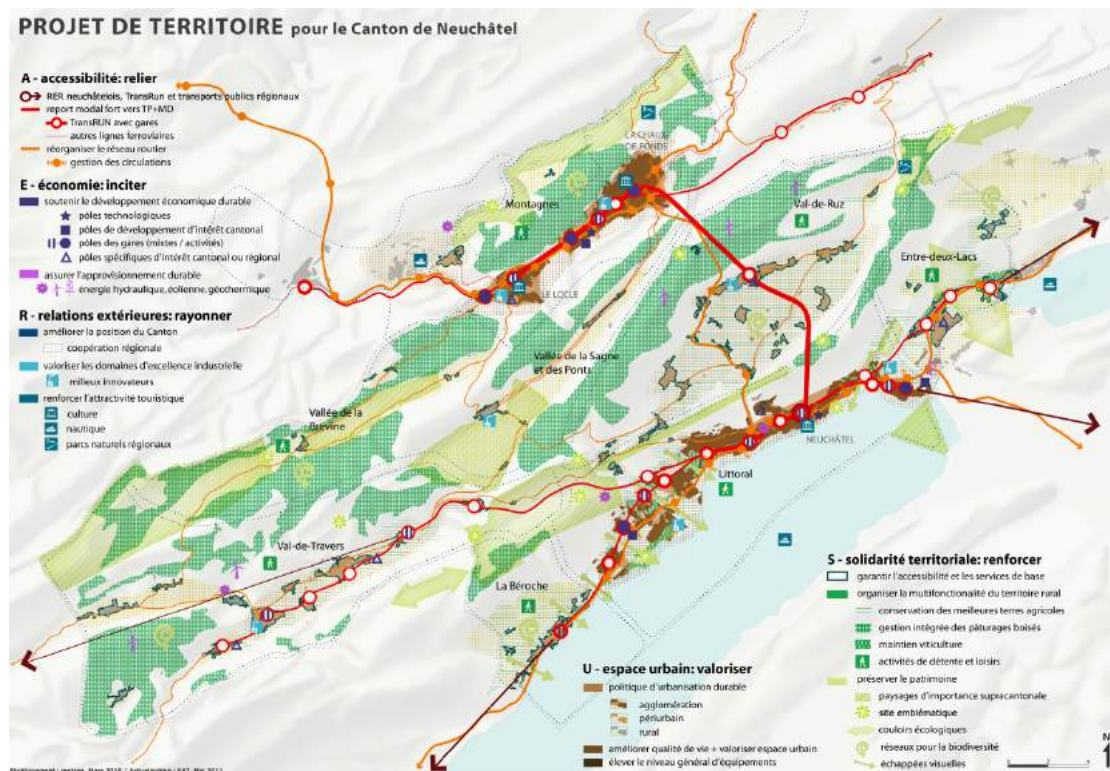 PROJET DE TERRITOIRE pour le Canton de Neuchâtel
A - accessibilité: relier
RER neuchâtelois, TransRun et transports publics régionaux
report modal fort vers TP+MD
TransRUN avec gares
autres lignes ferroviaires
réorganiser le réseau routier
gestion des circulations
E - économie: inciter
soutenir le développement économique durable
pôles technologiques
pôles de développement d'intérêt cantonal
pôles des gares (mixtes / activités)
pôles spécifiques d'intérêt cantonal ou régional
assurer l'approvisionnement durable
énergie hydraulique, éolienne, géothermique
R - relations extérieures: rayonner
améliorer la position du Canton
coopération régionale
valoriser les domaines d'excellence industrielle
milieux innovateurs
renforcer l'attractivité touristique
culture
nautique
parcs naturels régionaux
LA CHAUX
DE FONDS
Montagnes
Val-de-Ruz
Entre-deux-Lacs
LE LOCLE
Vallée de la Sagne
et des Ponts
Vallée de la
Brévine
NEUCHÂTEL
Littoral
Val-de-Travers
La Béroche
S - solidarité territoriale: renforcer
garantir l'accessibilité et les services de base
organiser la multifonctionalité du territoire rural
conservation des meilleures terres agricoles
gestion intégrée des pâturages boisés
maintien viticulture
activités de détente et loisirs
préserver le patrimoine
paysages d'importance supracantonale
site emblématique
couloirs écologiques
réseaux pour la biodiversité
échappées visuelles
U - espace urbain: valoriser
politique d'urbanisation durable
agglomération
périurbain
rural
améliorer qualité de vie + valoriser espace urbain
élever le niveau général d'équipements
N